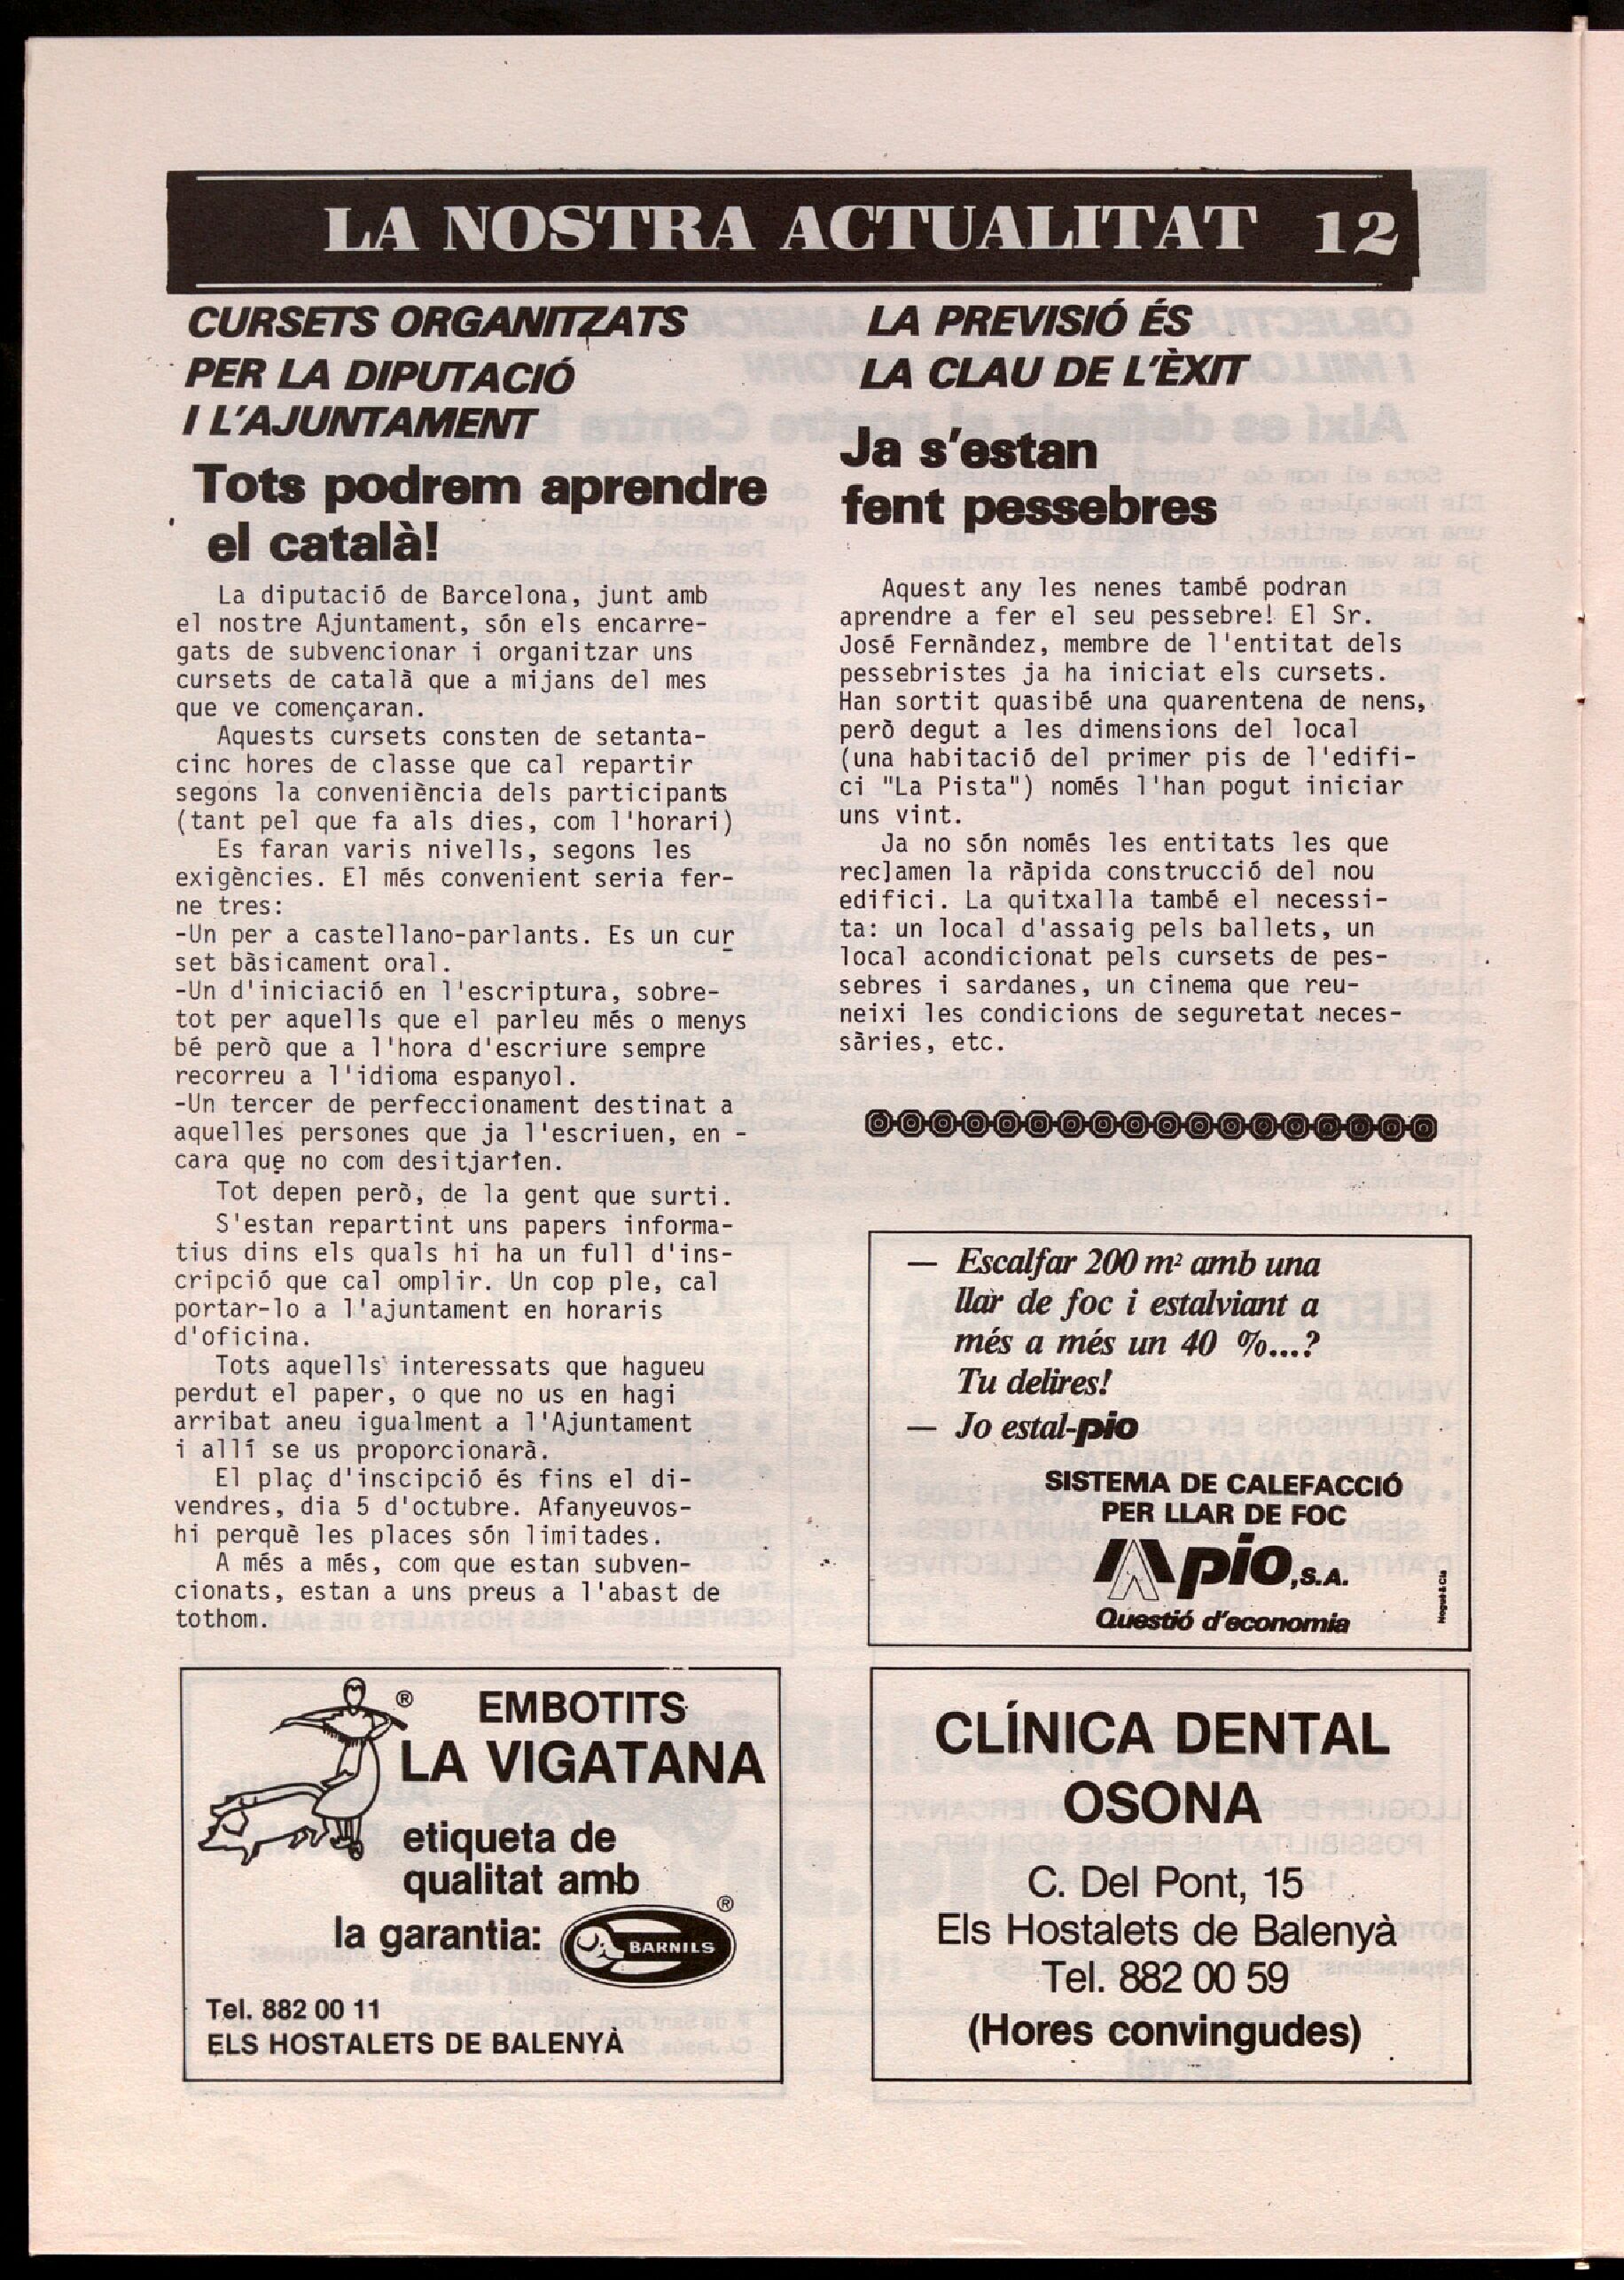 LA NOSTRA ACTUALITAT 12
CURSETS ORGANITZATS
PER LA DIPUTACIÓ
I L'AJUNTAMENT
Tots podrem aprendre
el català!
La diputació de Barcelona, junt amb
el nostre Ajuntament, són els encarre-
gats de subvencionar i organitzar uns
cursets de català que a mijans del mes
que ve començaran.
Aquests cursets consten de setanta-
cinc hores de classe que cal repartir
segons la conveniència dels participants
(tant pel que fa als dies, com l'horari)
Es faran varis nivells, segons les
exigències. El més convenient seria fer-
ne tres:
-Un per a castellano-parlants. Es un cur
set bàsicament oral.
-Un d'iniciació en l'escriptura, sobre-
tot per aquells que el parleu més o menys
bé però que a l'hora d'escriure sempre
recorreu a l'idioma espanyol.
-Un tercer de perfeccionament destinat a
aquelles persones que ja l'escriuen, en -
cara que no com desitjarien.
Tot depen però, de la gent que surti.
S'estan repartint uns papers informa-
tius dins els quals hi ha un full d'ins-
cripció que cal omplir. Un cop ple, cal
portar-lo a l'ajuntament en horaris
d'oficina.
Tots aquells interessats que hagueu
perdut el paper, o que no us en hagi
arribat aneu igualment a l'Ajuntament
i allí se us proporcionarà.
El plaç d'inscipció és fins el di-
vendres, dia 5 d'octubre. Afanyeuvos-
hi perquè les places són limitades.
A més a més, com que estan subven-
cionats, estan a uns preus a l'abast de
tothom.
LA PREVISIÓ ÉS
LA CLAU DE L'ÈXIT
Ja s'estan
fent pessebres
Aquest any les nenes també podran
aprendre a fer el seu pessebre! El Sr.
José Fernàndez, membre de l'entitat dels
pessebristes ja ha iniciat els cursets.
Han sortit quasibé una quarentena de nens,
però degut a les dimensions del local
(una habitació del primer pis de l'edifi-
ci "La Pista") només l'han pogut iniciar
uns vint.
Ja no són només les entitats les que
reclamen la ràpida construcció del nou
edifici. La quitxalla també el necessi-
ta: un local d'assaig pels ballets, un
local acondicionat pels cursets de pes-
sebres i sardanes, un cinema que reu-
neixi les condicions de seguretat neces-
sàries, etc.
— Escalfar 200 m² amb una
llar de foc i estalviant a
més a més un 40 %...?
Tu delires!
— Jo estal-pio
SISTEMA DE CALEFACCIÓ
PER LLAR DE FOC
pio, S.A.
Questió d'economia
Nogué & Cia
EMBOTITS
®
LA VIGATANA
etiqueta de
qualitat amb
la garantia:
®
BARNILS
Tel. 882 00 11
ELS HOSTALETS DE BALENYÀ
CLÍNICA DENTAL
OSONA
C. Del Pont, 15
Els Hostalets de Balenyà
Tel. 882 00 59
(Hores convingudes)